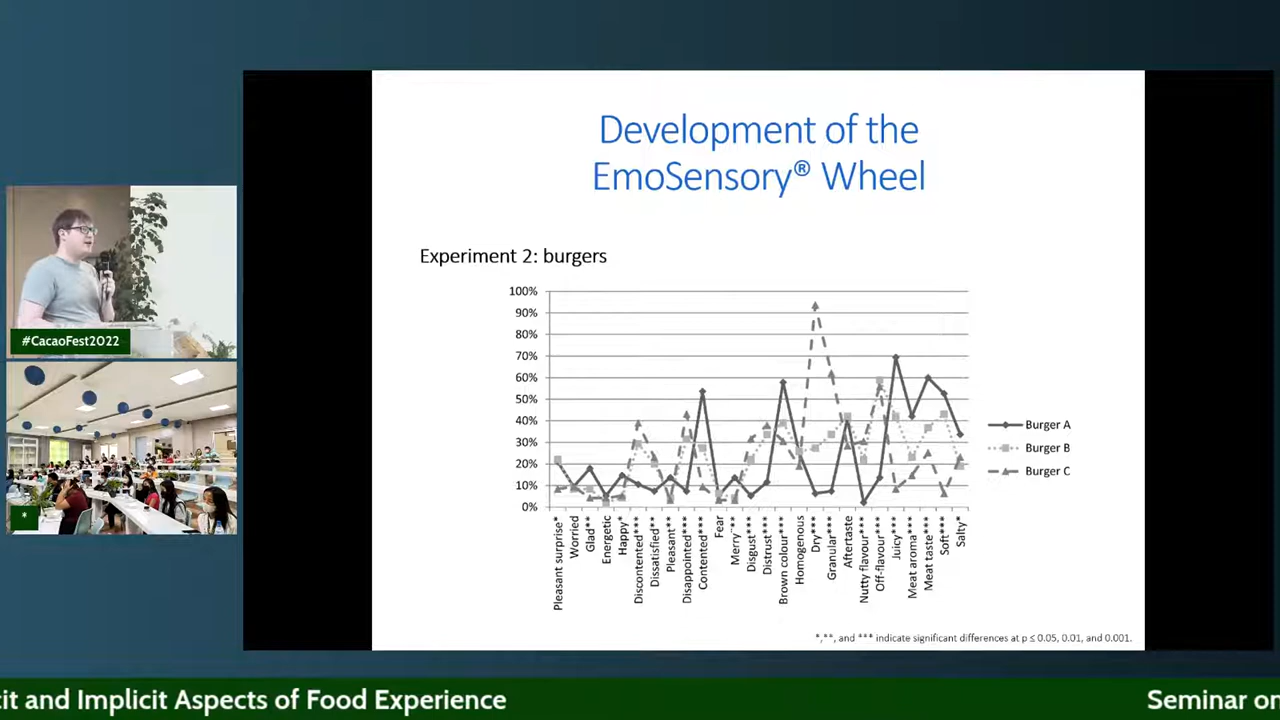 Development of the
EmoSensory® Wheel
Experiment 2: burgers
100%
90%
80%
70%
60%
50%
40%
30%
20%
10%
0%
Pleasant surprise*
Worried
Glad**
Energetic
Happy*
Discontented***
Dissatisfied**
Pleasant**
Disappointed***
Contented***
Fear
Merry**
Disgust***
Distrust***
Brown colour***
Homogenous
Dry***
Granular***
Aftertaste
Nutty flavour***
Off-flavour***
Juicy***
Meat aroma***
Meat taste***
Soft***
Salty*
Burger A
Burger B
Burger C
*,**, and *** indicate significant differences at p ≤ 0.05, 0.01, and 0.001.
#CacaoFest2022
*
cit and Implicit Aspects of Food Experience
Seminar on